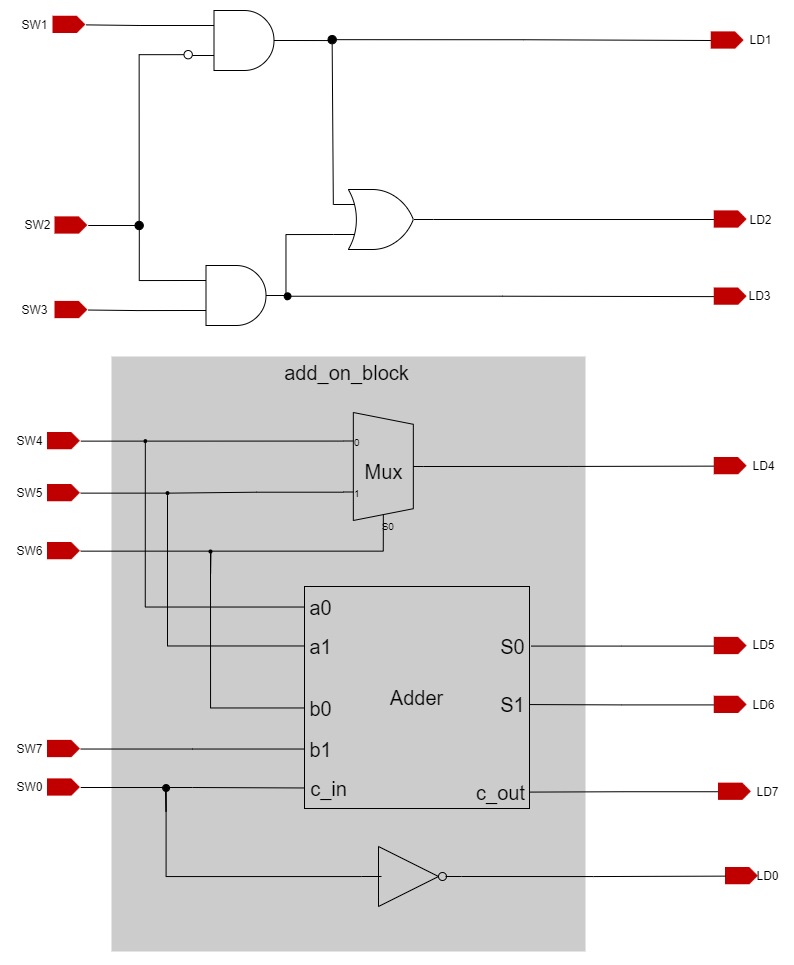 SW1
LD1
SW2
LD2
SW3
LD3
add_on_block
SW4
0
Mux
LD4
SW5
1
S0
SW6
a0
a1
S0
LD5
Adder
b0
S1
LD6
SW7
b1
SW0
c_in
c_out
LD7
LD0